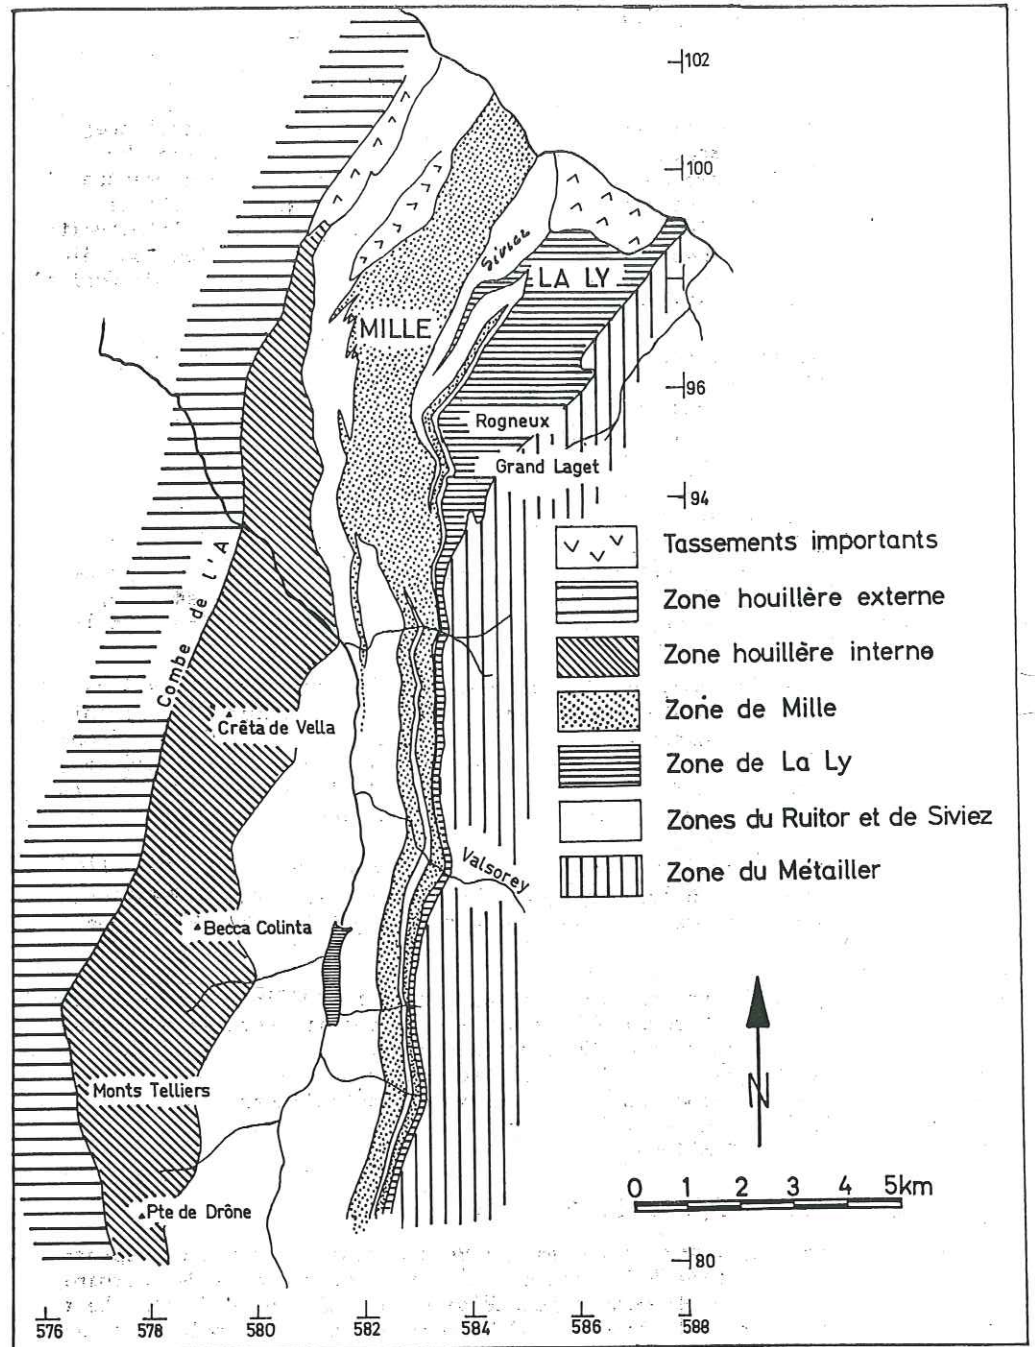 102
100
Siviez
LA LY
MILLE
96
Rogneux
Grand Laget
94
Tassements importants
Zone houillère externe
Combe de l'A
Zone houillère interne
Zone de Mille
Crêta de Vella
Zone de La Ly
Zones du Ruitor et de Siviez
Valsorey
Zone du Métailler
Becca Colinta
Monts Telliers
N
0 1 2 3 4 5km
Pte de Drône
80
576 578 580 582 584 586 588